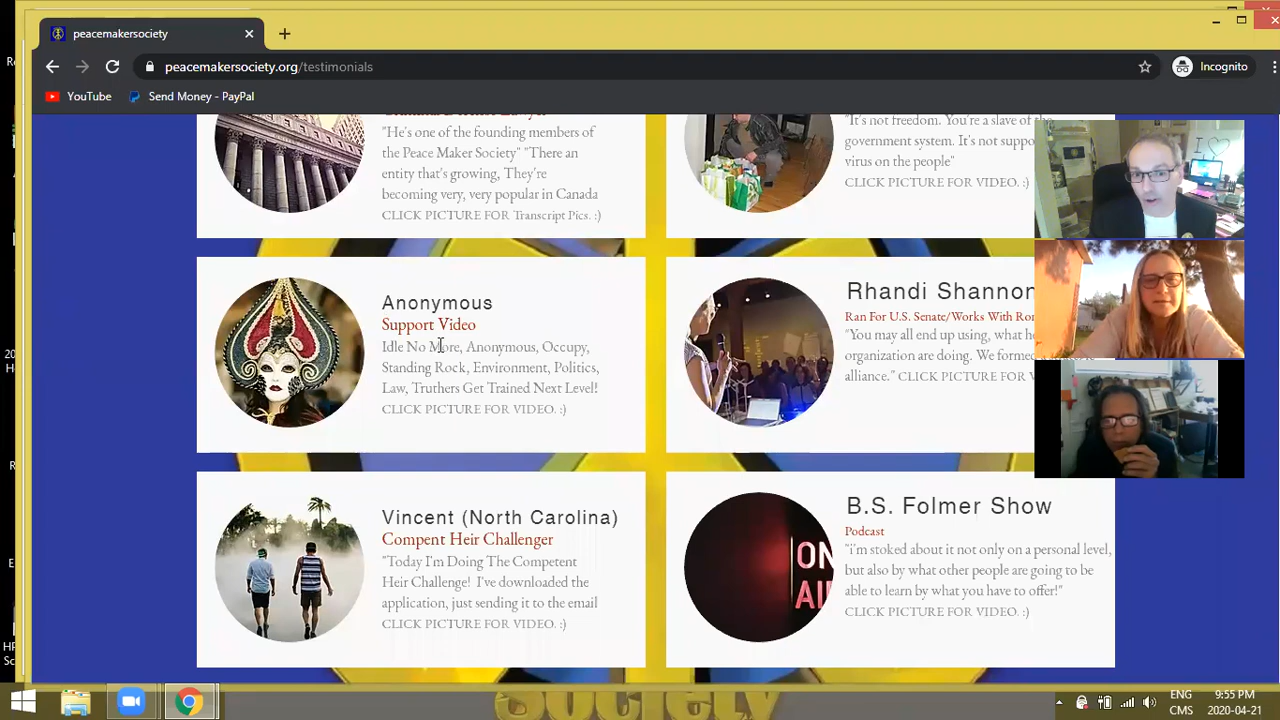 peacemakersociety
peacemakersociety.org/testimonials
Incognito
YouTube
Send Money - PayPal
"He's one of the founding members of
the Peace Maker Society" "There an
entity that's growing, They're
becoming very, very popular in Canada
CLICK PICTURE FOR Transcript Pics. :)
"It's not freedom. You're a slave of the
government system. It's not
virus on the people"
CLICK PICTURE FOR VIDEO. :)
Anonymous
Support Video
Idle No More, Anonymous, Occupy,
Standing Rock, Environment, Politics,
Law, Truthers Get Trained Next Level!
CLICK PICTURE FOR VIDEO. :)
Rhandi Shannon
Ran For U.S. Senate/Works With
"You may all end up using, what
organization are doing. We formed
alliance." CLICK PICTURE FOR
Vincent (North Carolina)
Compent Heir Challenger
"Today I'm Doing The Competent
Heir Challenge! I've downloaded the
application, just sending it to the email
CLICK PICTURE FOR VIDEO. :)
B.S. Folmer Show
Podcast
"i'm stoked about it not only on a personal level,
but also by what other people are going to be
able to learn by what you have to offer!"
CLICK PICTURE FOR VIDEO. :)
ON
Society
ENG
CMS
9:55 PM
2020-04-21